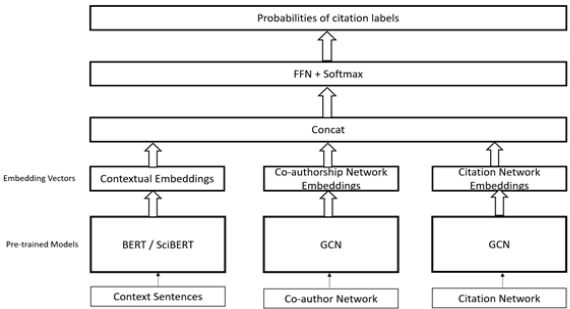 Probabilities of citation labels
FFN + Softmax
Concat
Embedding Vectors
Contextual Embeddings
Co-authorship Network
Embeddings
Citation Network
Embeddings
Pre-trained Models
BERT / SciBERT
GCN
GCN
Context Sentences
Co-author Network
Citation Network